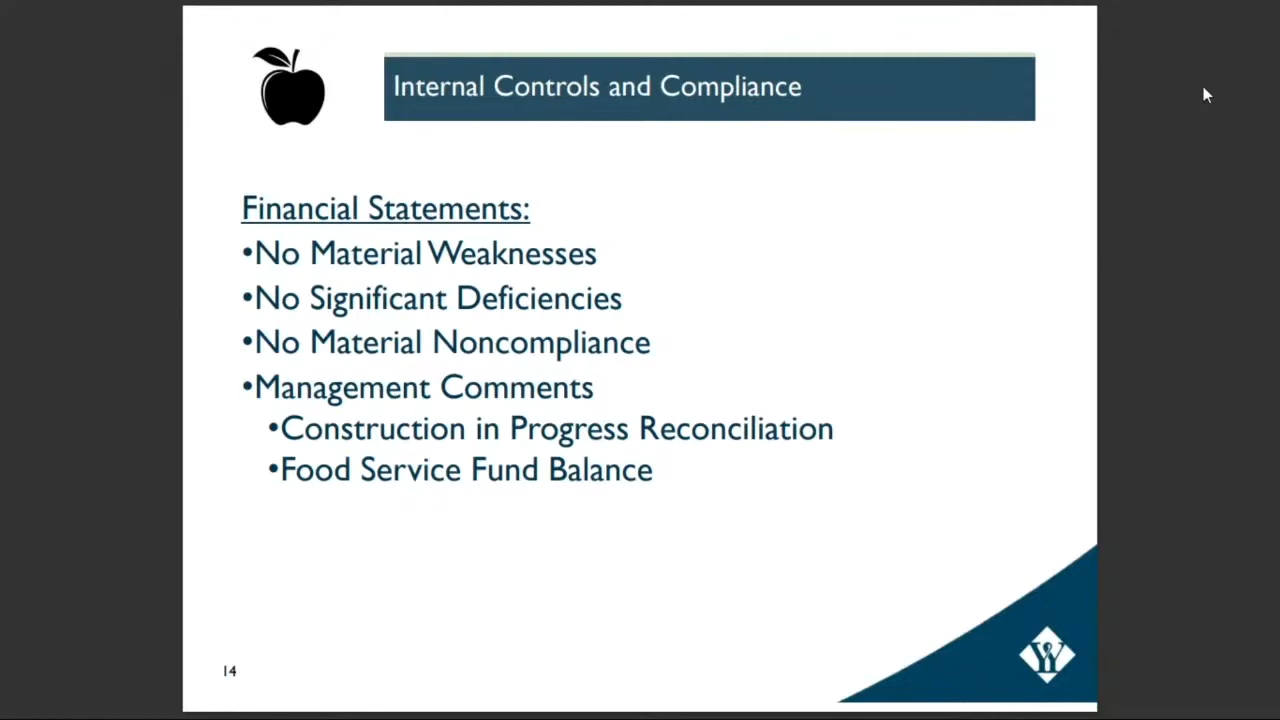 Internal Controls and Compliance
Financial Statements:
•No Material Weaknesses
•No Significant Deficiencies
•No Material Noncompliance
•Management Comments
•Construction in Progress Reconciliation
•Food Service Fund Balance
14